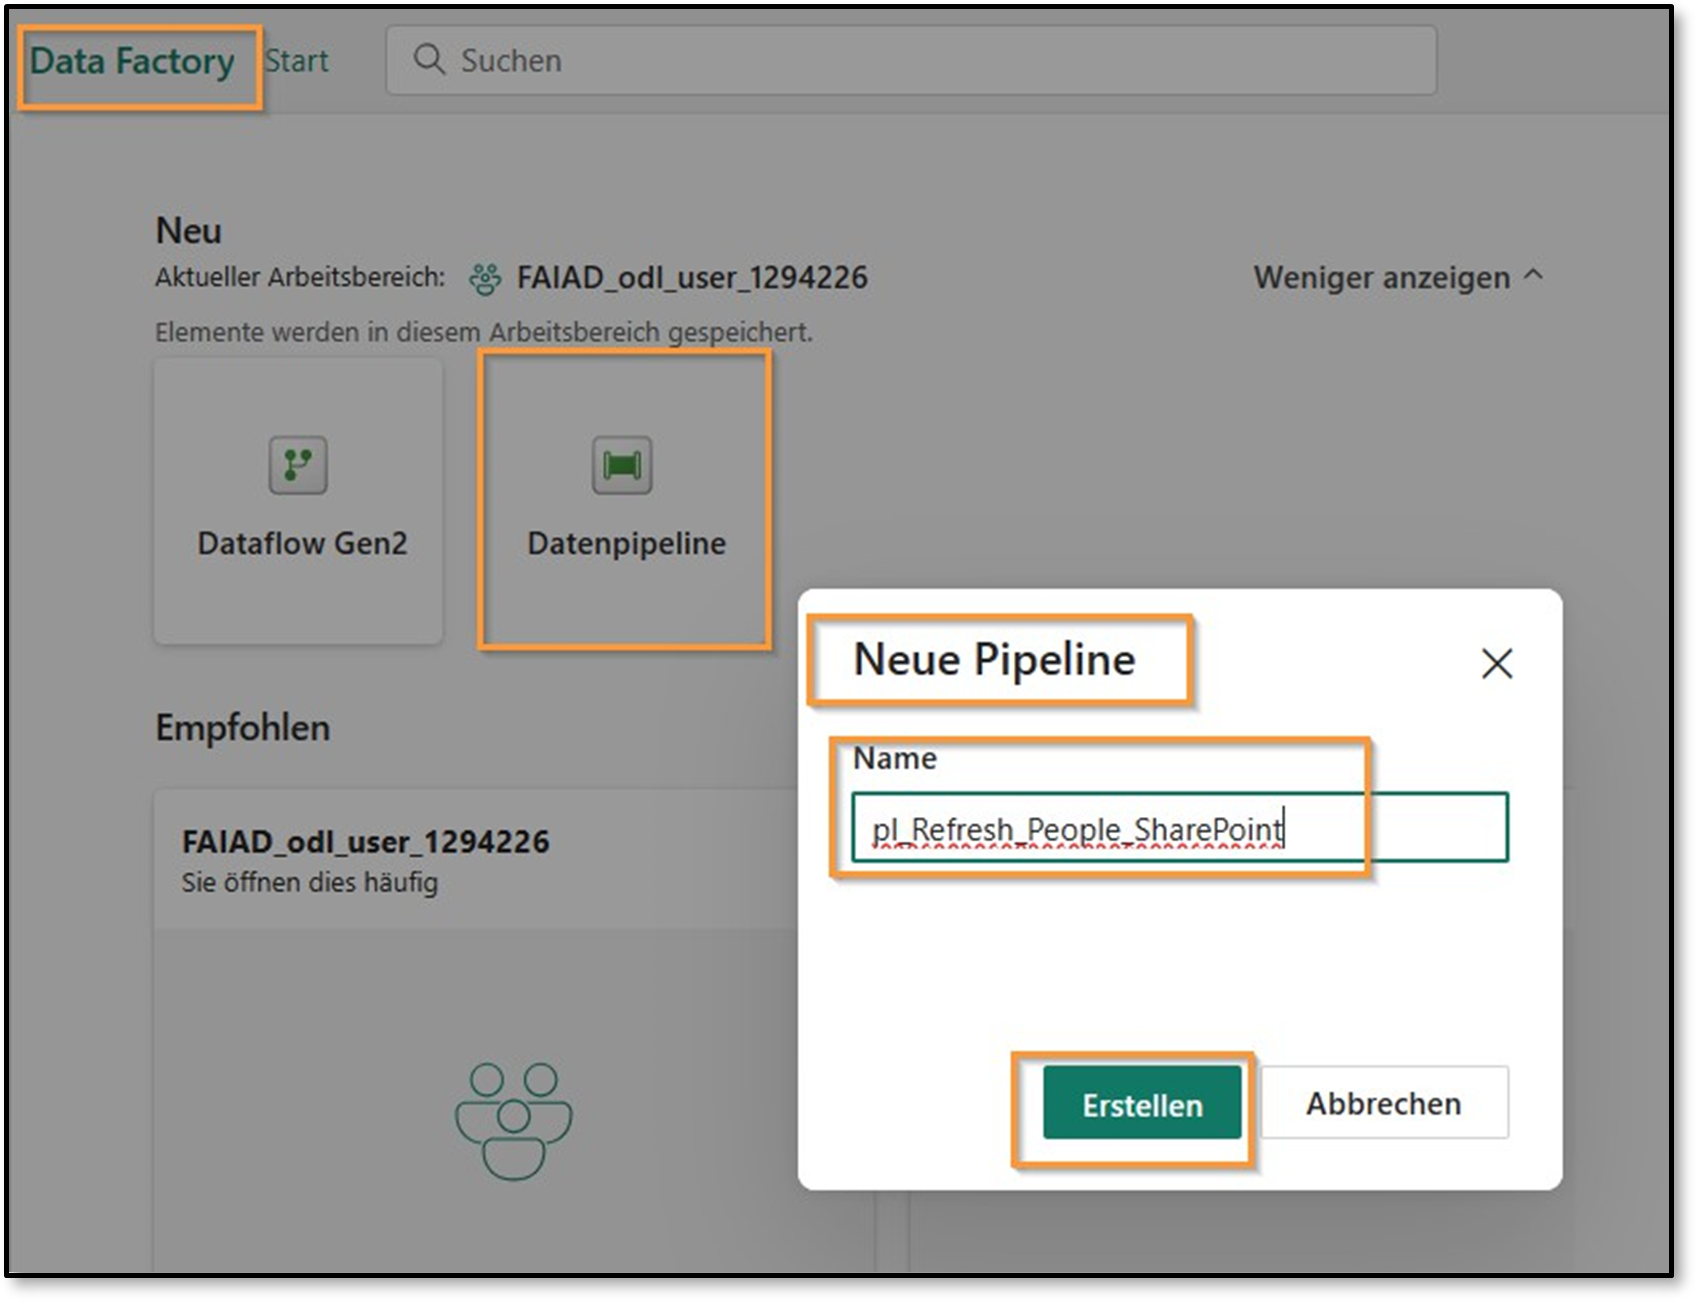 Data Factory Start Suchen
Neu
Aktueller Arbeitsbereich: FAIAD_odl_user_1294226 Weniger anzeigen
Elemente werden in diesem Arbeitsbereich gespeichert.
Dataflow Gen2 Datenpipeline
Neue Pipeline
Name
pl_Refresh_People_SharePoint
Erstellen Abbrechen
Empfohlen
FAIAD_odl_user_1294226
Sie öffnen dies häufig